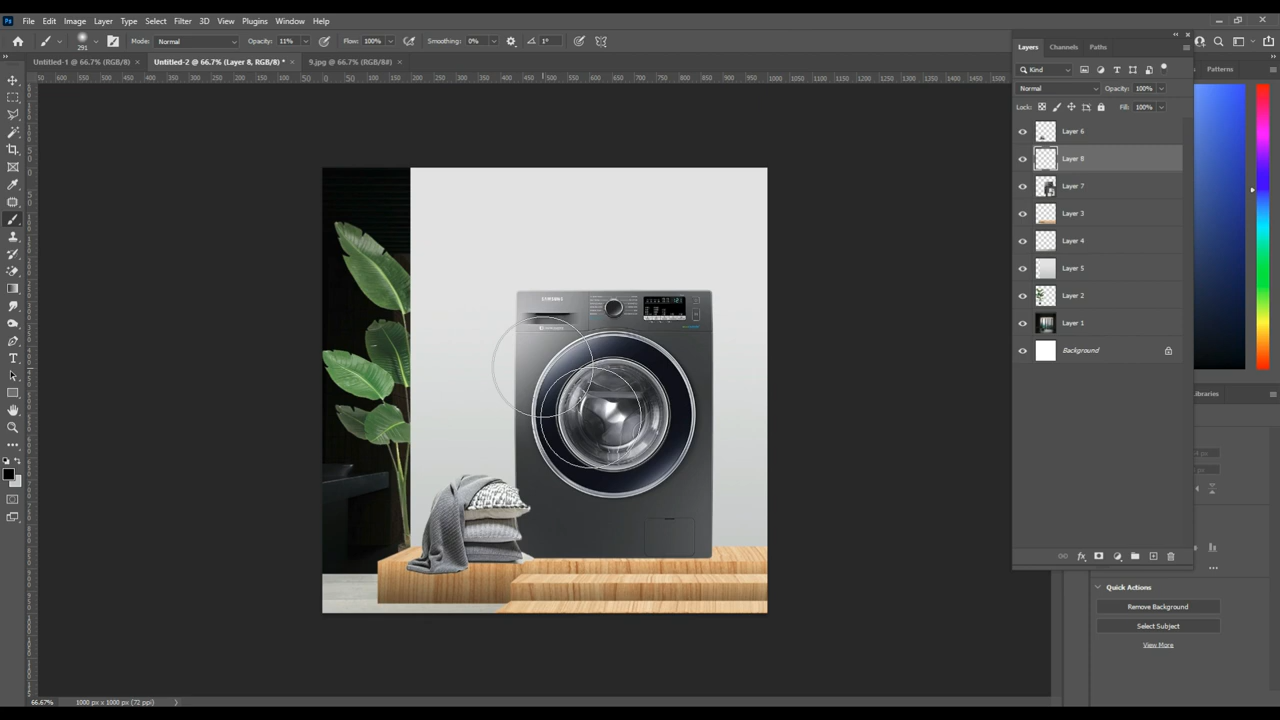 Ps File Edit Image Layer Type Select Filter 3D View Plugins Window Help
291 Mode: Normal Opacity: 11% Flow: 100% Smoothing: 0% 1°
Untitled-1 @ 66.7% (RGB/8) × Untitled-2 @ 66.7% (Layer 8, RGB/8) * × 9.jpg @ 66.7% (RGB/8#) ×
Layers Channels Paths
Kind
Patterns
Normal Opacity: 100%
Lock: Fill: 100%
Layer 6
Layer 8
Layer 7
Layer 3
Layer 4
Layer 5
Layer 2
Layer 1
Background
SAMSUNG
Libraries
Quick Actions
Remove Background
Select Subject
View More
66.67% 1000 px x 1000 px (72 ppi)